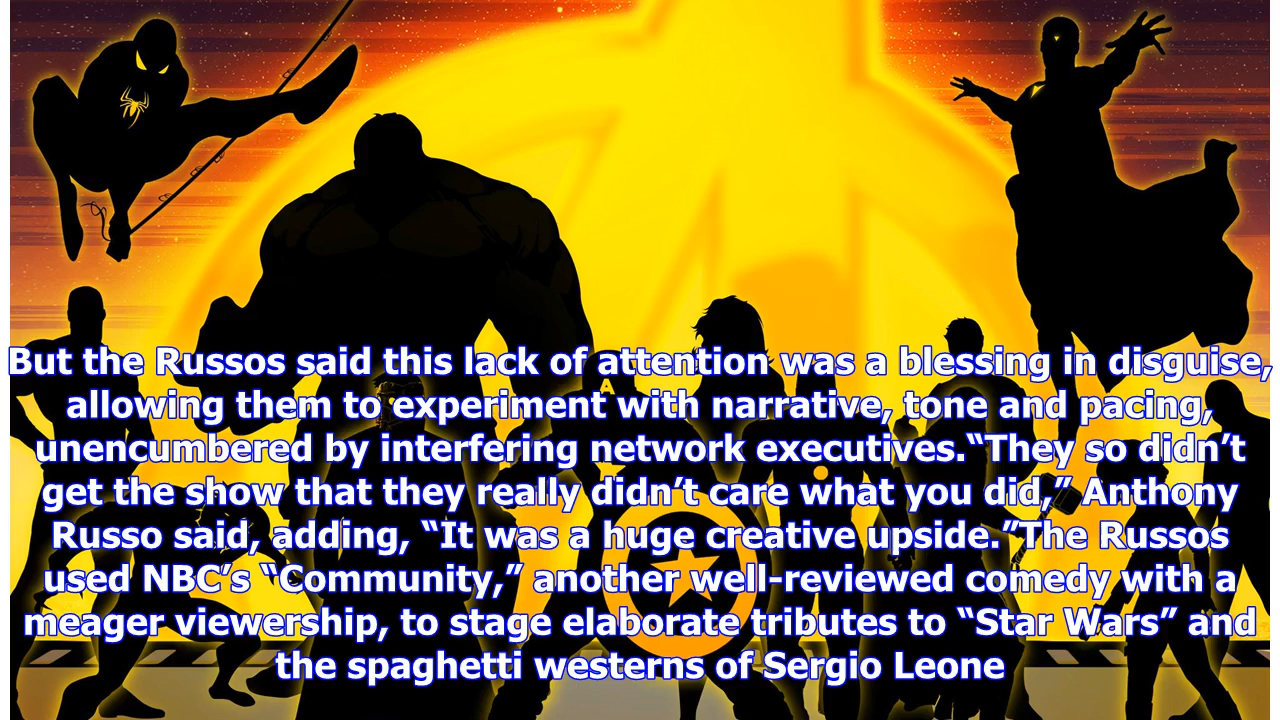 But the Russos said this lack of attention was a blessing in disguise,
allowing them to experiment with narrative, tone and pacing,
unencumbered by interfering network executives.“They so didn’t
get the show that they really didn’t care what you did,” Anthony
Russo said, adding, “It was a huge creative upside.”The Russos
used NBC’s “Community,” another well-reviewed comedy with a
meager viewership, to stage elaborate tributes to “Star Wars” and
the spaghetti westerns of Sergio Leone